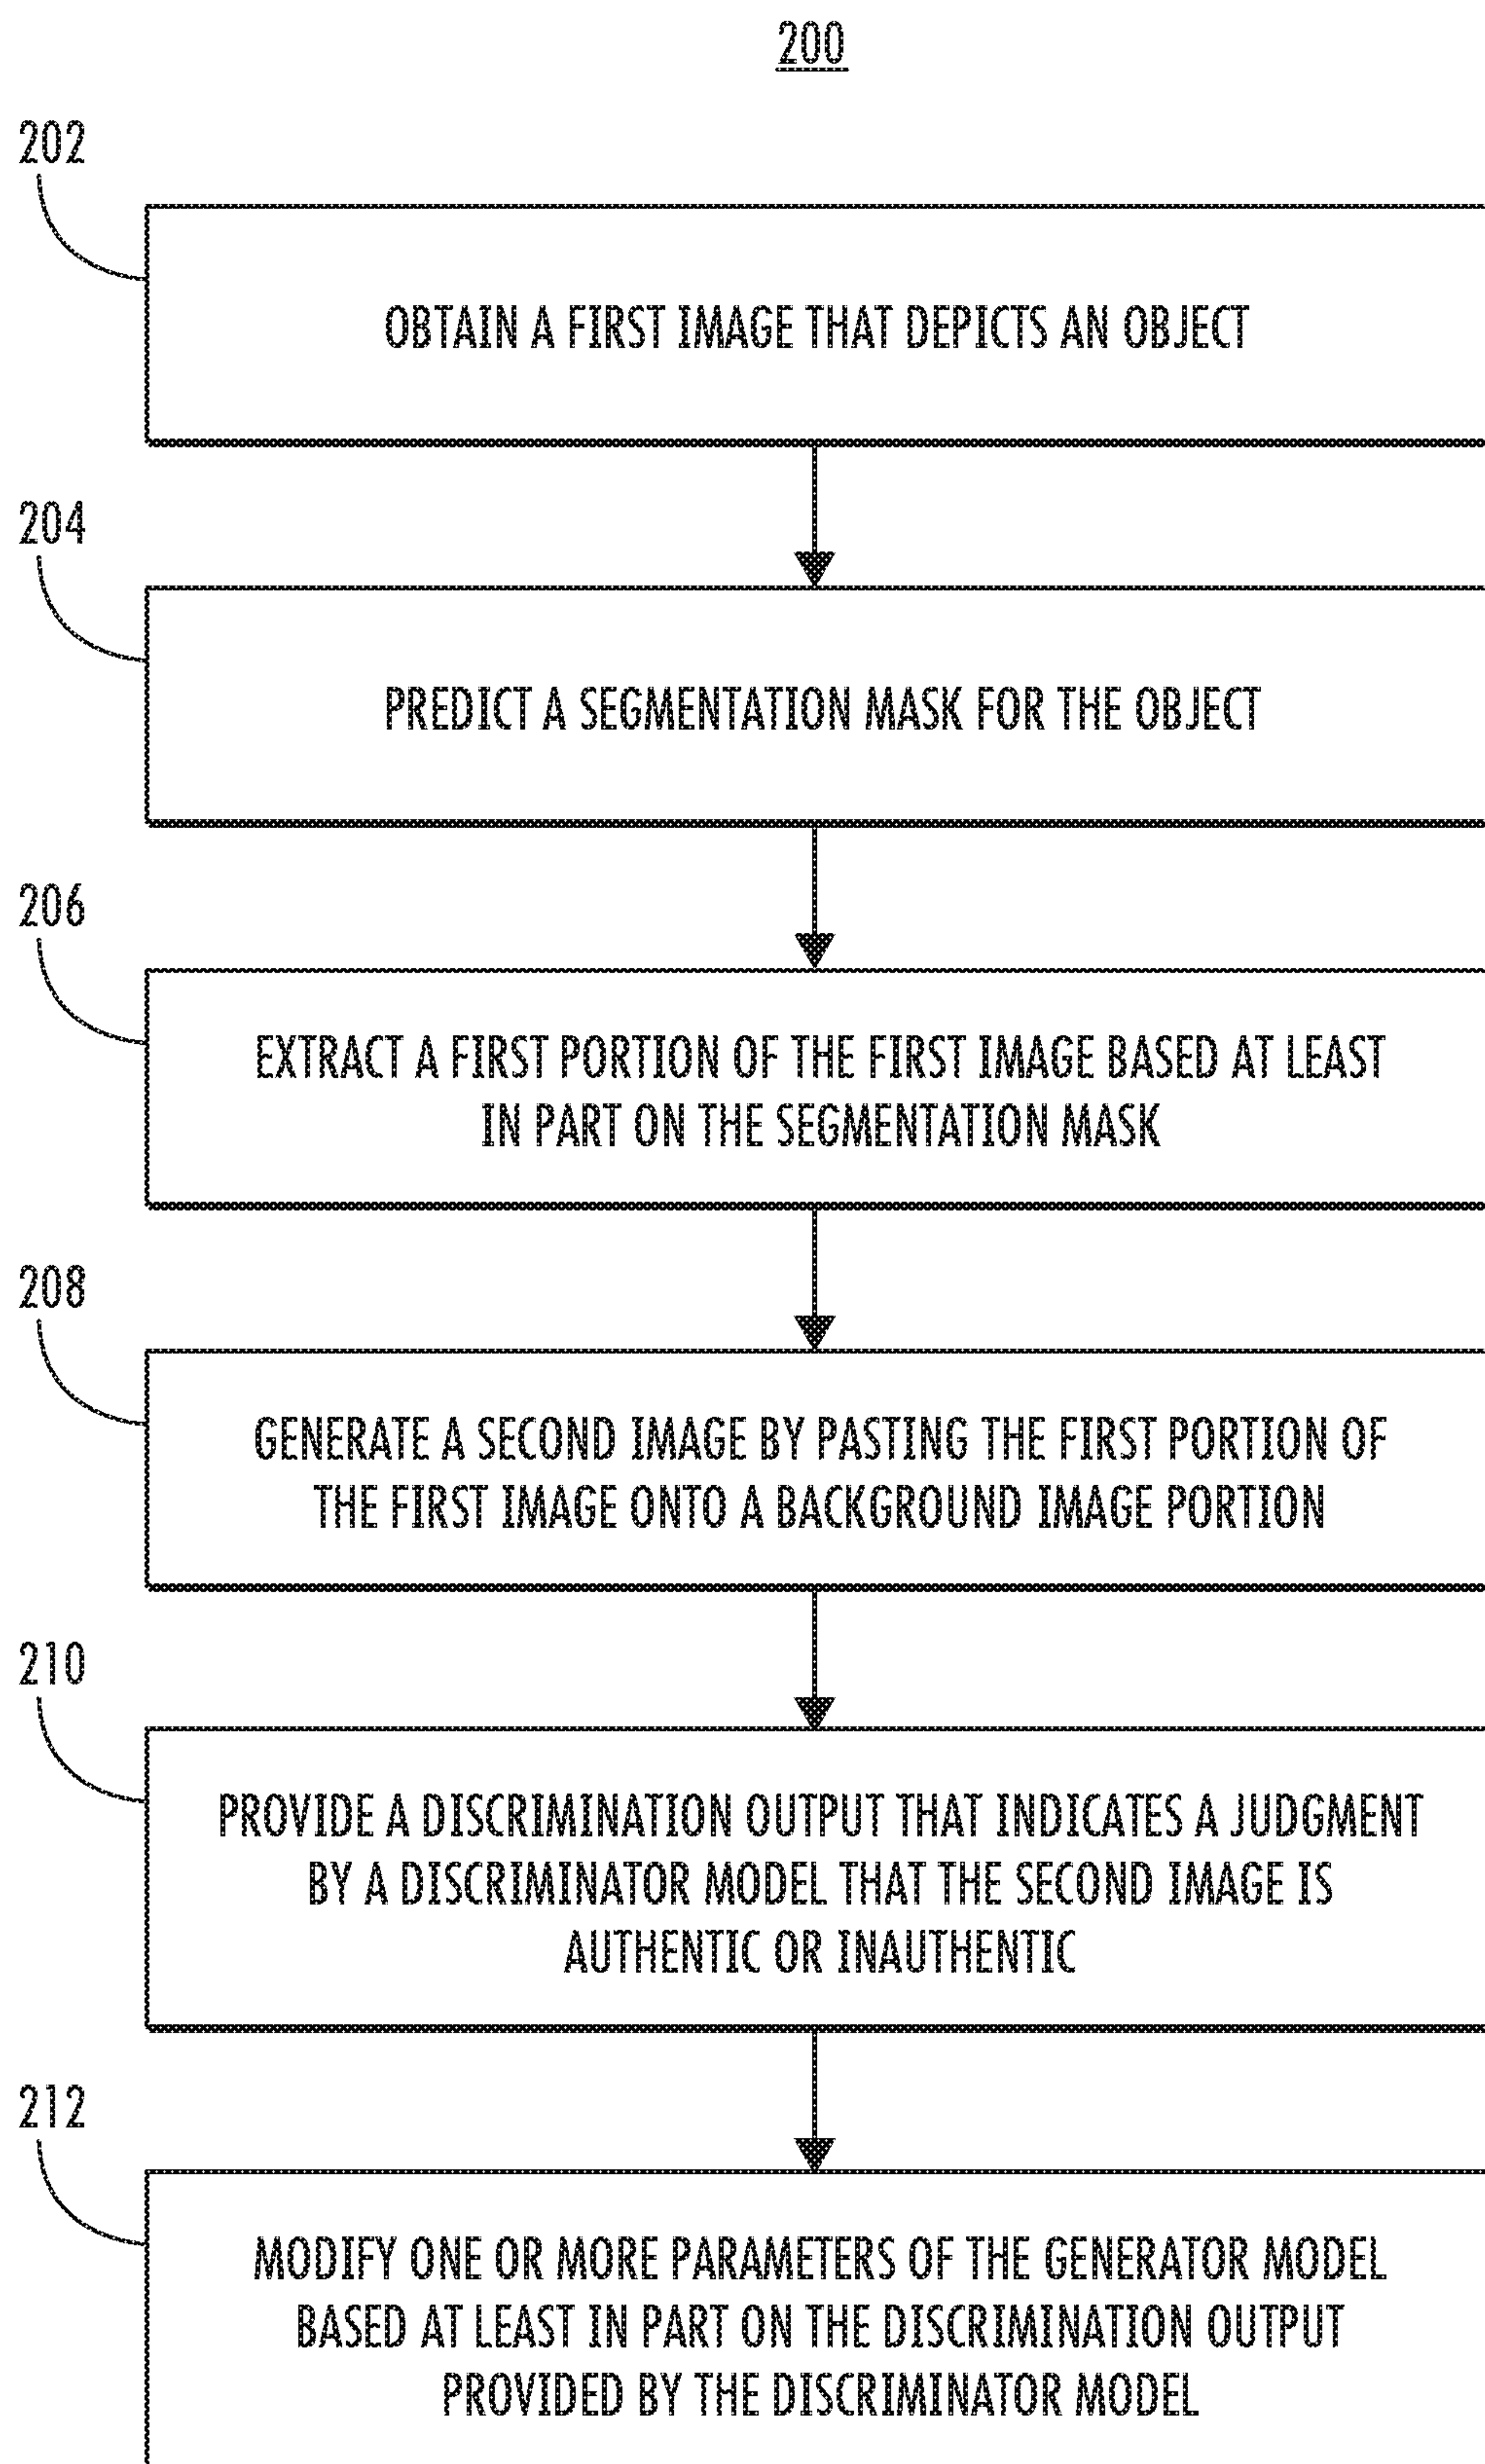 200
202
OBTAIN A FIRST IMAGE THAT DEPICTS AN OBJECT
204
PREDICT A SEGMENTATION MASK FOR THE OBJECT
206
EXTRACT A FIRST PORTION OF THE FIRST IMAGE BASED AT LEAST
IN PART ON THE SEGMENTATION MASK
208
GENERATE A SECOND IMAGE BY PASTING THE FIRST PORTION OF
THE FIRST IMAGE ONTO A BACKGROUND IMAGE PORTION
210
PROVIDE A DISCRIMINATION OUTPUT THAT INDICATES A JUDGMENT
BY A DISCRIMINATOR MODEL THAT THE SECOND IMAGE IS
AUTHENTIC OR INAUTHENTIC
212
MODIFY ONE OR MORE PARAMETERS OF THE GENERATOR MODEL
BASED AT LEAST IN PART ON THE DISCRIMINATION OUTPUT
PROVIDED BY THE DISCRIMINATOR MODEL